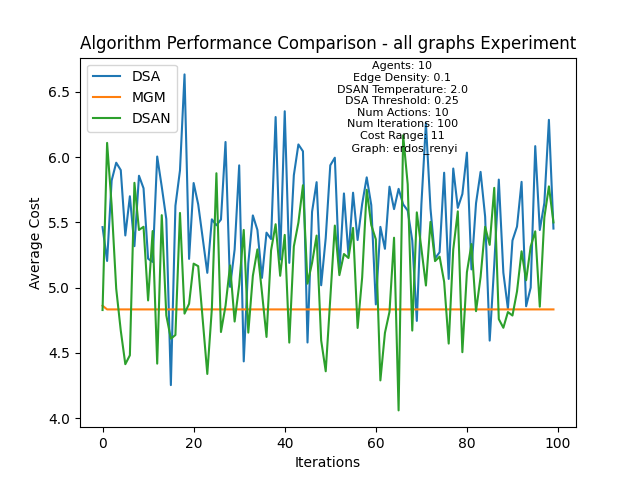 Algorithm Performance Comparison - all graphs Experiment
DSA
MGM
DSAN
Agents: 10
Edge Density: 0.1
DSAN Temperature: 2.0
DSA Threshold: 0.25
Num Actions: 10
Num Iterations: 100
Cost Range: 11
Graph: erdos_renyi
Average Cost
6.5
6.0
5.5
5.0
4.5
4.0
0 20 40 60 80 100
Iterations